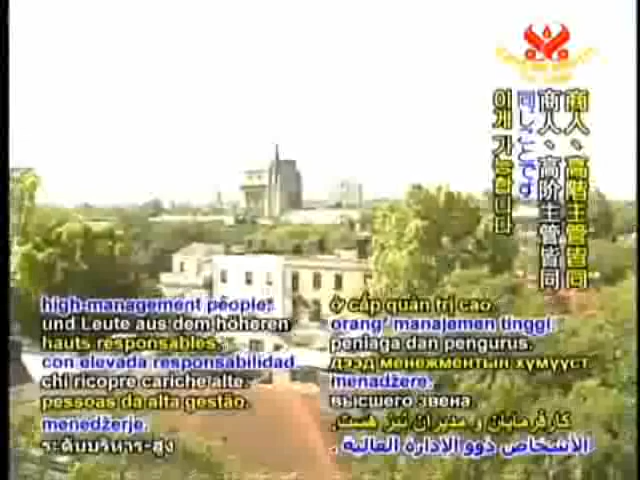 商人、高階主管皆同
商人、高阶主管皆同
同じことです
이게 가능합니다
high-management people;
und Leute aus dem höheren
hauts responsables.
con elevada responsabilidad
chi ricopre cariche alte.
pessoas da alta gestão.
menedžerje.
ระดับบริหาร-สูง
ở cấp quản trị cao.
orang² manajemen tinggi.
peniaga dan pengurus.
дээд менежментын хүмүүст
menadžere.
высшего звена.
کارفرمایان و مدیران نیز هست.
الأشخاص ذوو الإدارة العالية .